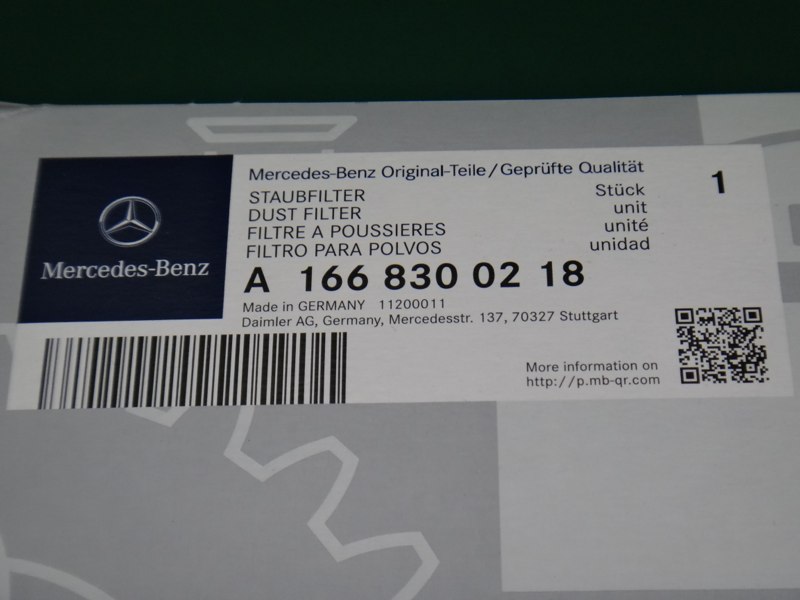 Mercedes-Benz
Mercedes-Benz Original-Teile/Geprüfte Qualität
STAUBFILTER
DUST FILTER
FILTRE A POUSSIERES
FILTRO PARA POLVOS
Stück
unit
unité
unidad
1
A 166 830 02 18
Made in GERMANY 11200011
Daimler AG, Germany, Mercedesstr. 137, 70327 Stuttgart
More information on
http://p.mb-qr.com